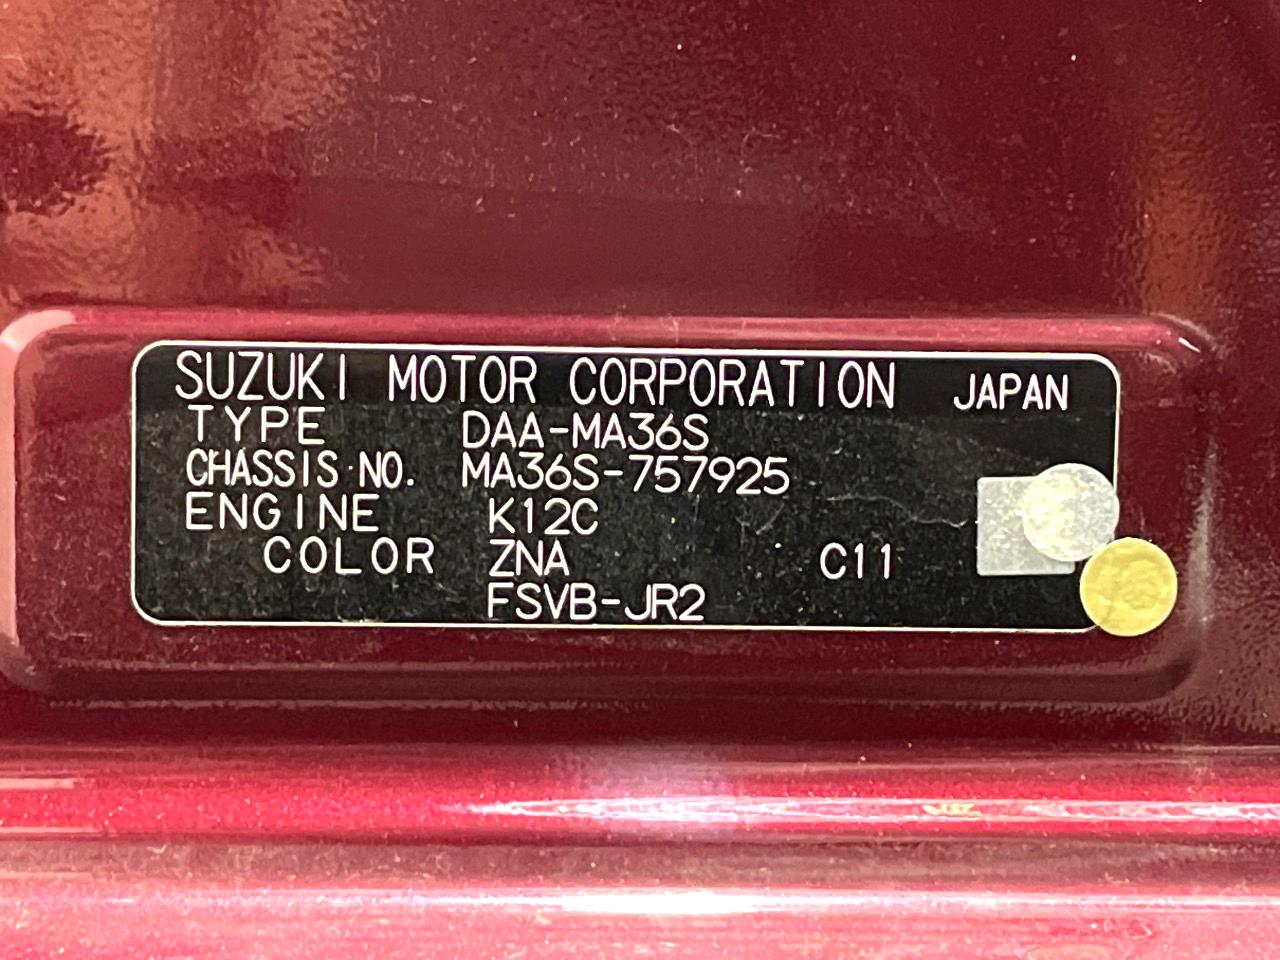 SUZUKI MOTOR CORPORATION JAPAN
TYPE DAA-MA36S
CHASSIS NO. MA36S-757925
ENGINE K12C
COLOR ZNA C11
FSVB-JR2